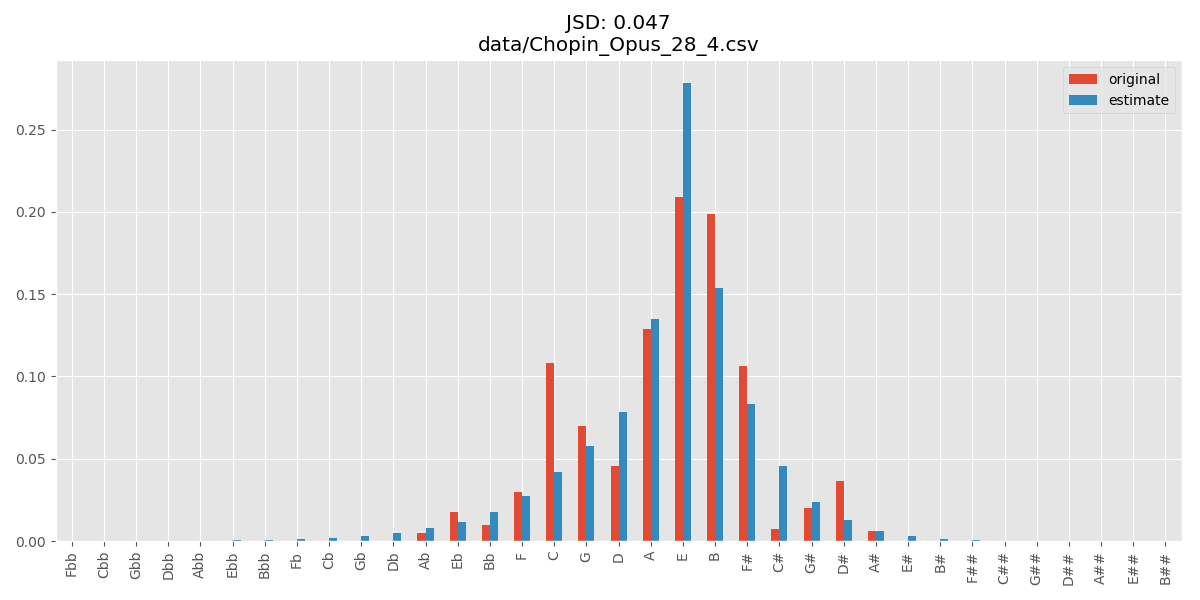 JSD: 0.047
data/Chopin_Opus_28_4.csv
original
estimate
0.25
0.20
0.15
0.10
0.05
0.00
Fbb
Cbb
Gbb
Dbb
Abb
Ebb
Bbb
Fb
Cb
Gb
Db
Ab
Eb
Bb
F
C
G
D
A
E
B
F#
C#
G#
D#
A#
E#
B#
F##
C##
G##
D##
A##
E##
B##